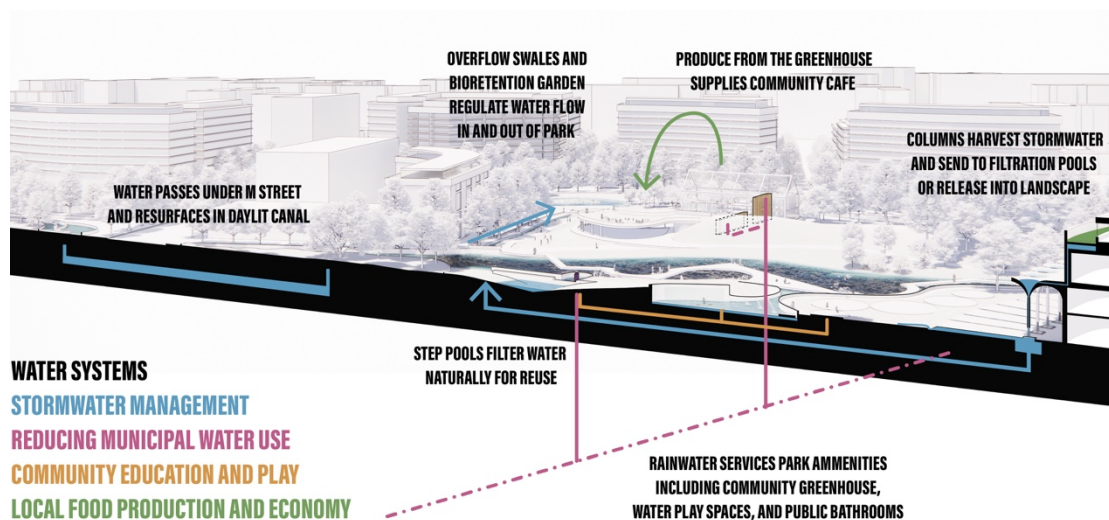 OVERFLOW SWALES AND
BIORETENTION GARDEN
REGULATE WATER FLOW
IN AND OUT OF PARK
PRODUCE FROM THE GREENHOUSE
SUPPLIES COMMUNITY CAFE
COLUMNS HARVEST STORMWATER
AND SEND TO FILTRATION POOLS
OR RELEASE INTO LANDSCAPE
WATER PASSES UNDER M STREET
AND RESURFACES IN DAYLIT CANAL
STEP POOLS FILTER WATER
NATURALLY FOR REUSE
WATER SYSTEMS
STORMWATER MANAGEMENT
REDUCING MUNICIPAL WATER USE
COMMUNITY EDUCATION AND PLAY
LOCAL FOOD PRODUCTION AND ECONOMY
RAINWATER SERVICES PARK AMMENITIES
INCLUDING COMMUNITY GREENHOUSE,
WATER PLAY SPACES, AND PUBLIC BATHROOMS